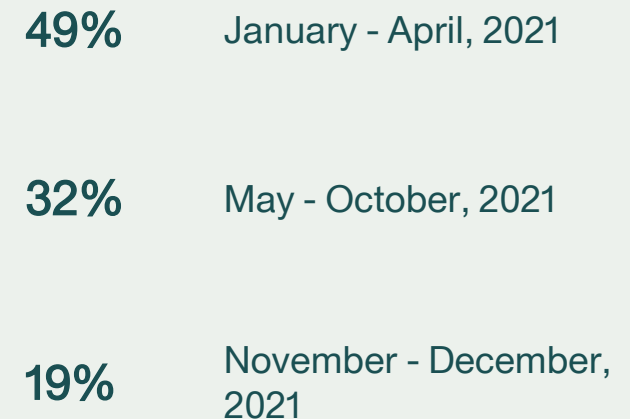 49%
January - April, 2021
32%
May - October, 2021
19%
November - December,
2021